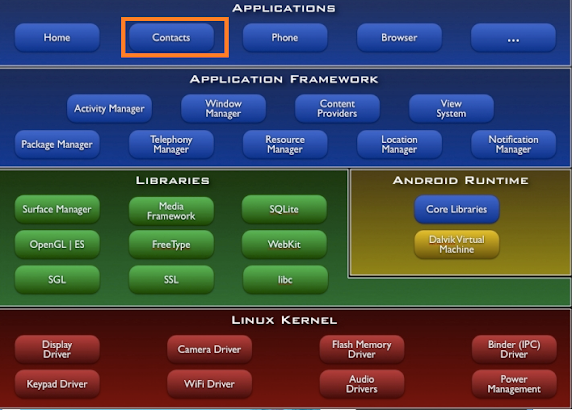 APPLICATIONS
Home
Contacts
Phone
Browser
...
APPLICATION FRAMEWORK
Activity Manager
Window
Manager
Content
Providers
View
System
Package Manager
Telephony
Manager
Resource
Manager
Location
Manager
Notification
Manager
LIBRARIES
Surface Manager
Media
Framework
SQLite
OpenGL | ES
FreeType
WebKit
SGL
SSL
libc
ANDROID RUNTIME
Core Libraries
Dalvik Virtual
Machine
LINUX KERNEL
Display
Driver
Camera Driver
Flash Memory
Driver
Binder (IPC)
Driver
Keypad Driver
WiFi Driver
Audio
Drivers
Power
Management